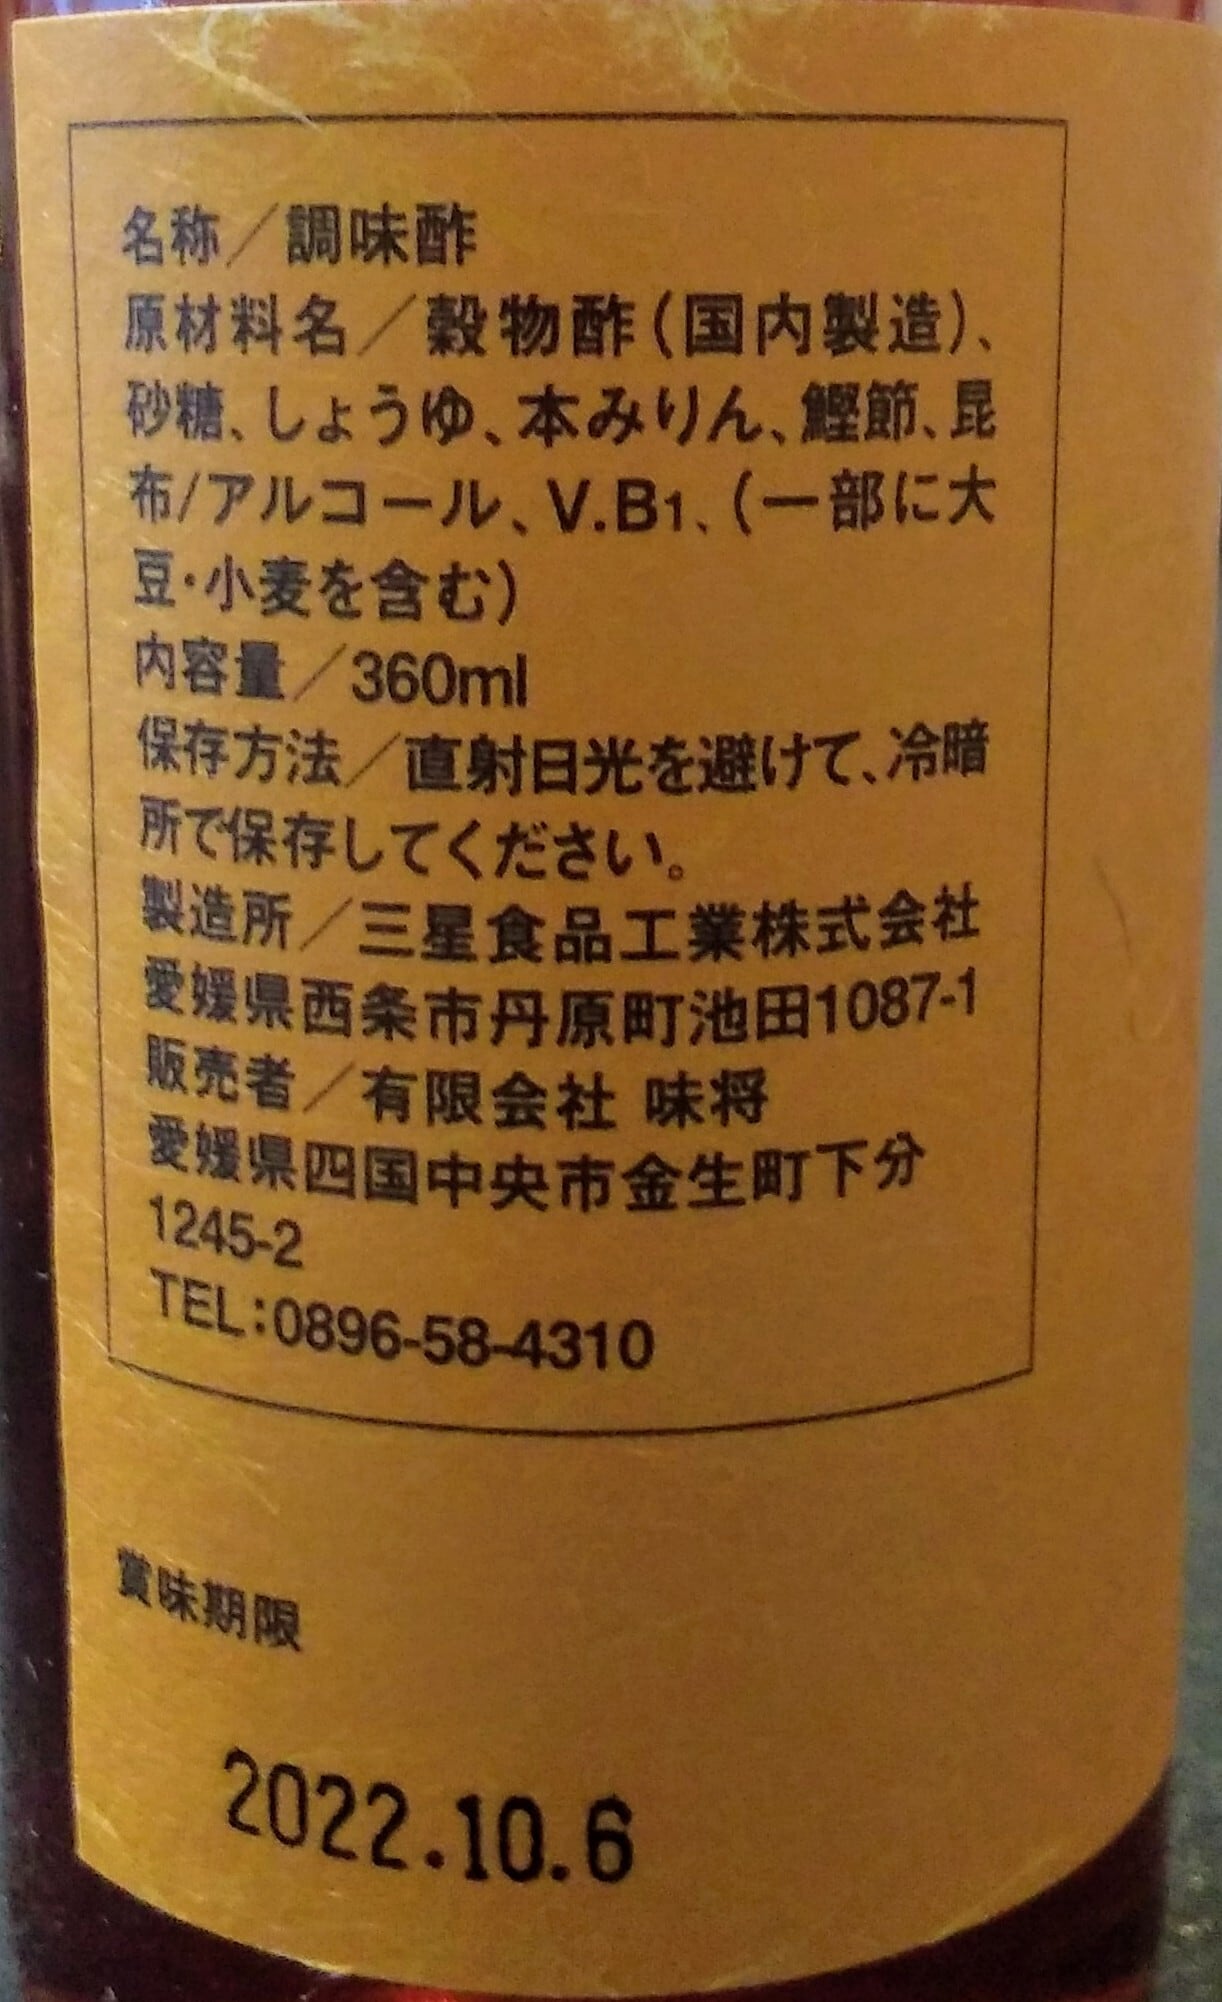 名称／調味酢
原材料名／穀物酢(国内製造)、
砂糖、しょうゆ、本みりん、鰹節、昆
布/アルコール、V.B1、(一部に大
豆・小麦を含む)
内容量／360ml
保存方法／直射日光を避けて、冷暗
所で保存してください。
製造所／三星食品工業株式会社
愛媛県西条市丹原町池田1087-1
販売者／有限会社 味将
愛媛県四国中央市金生町下分
1245-2
TEL:0896-58-4310
賞味期限
2022.10.6